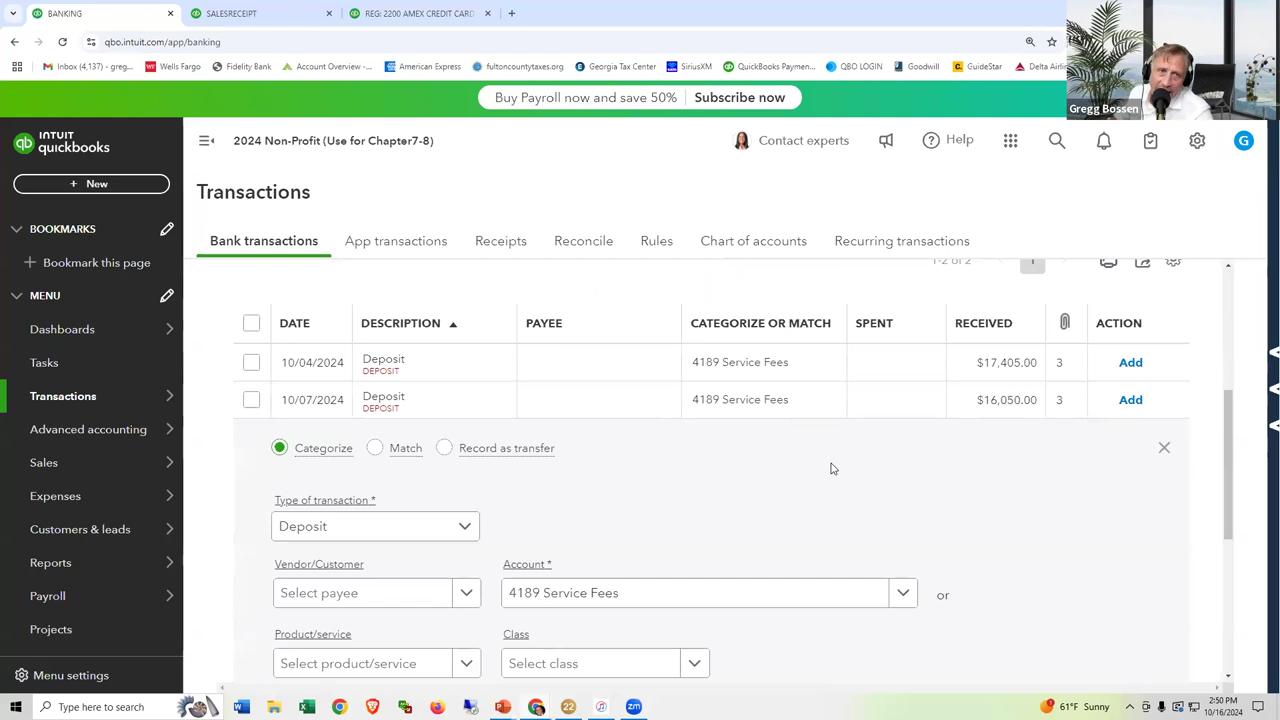 BANKING
SALESRECEIPT
REG: 2200 AMEX CREDIT CARD
qbo.intuit.com/app/banking
Inbox (4,137) - greg... Wells Fargo Fidelity Bank Account Overview-... American Express fultoncountytaxes.... Georgia Tax Center SiriusXM QuickBooks Paymen... QBO LOGIN Goodwill GuideStar Delta Airli
Gregg Bossen
Buy Payroll now and save 50% Subscribe now
INTUIT
quickbooks
2024 Non-Profit (Use for Chapter7-8)
Contact experts
Help
G
+ New
BOOKMARKS
+ Bookmark this page
MENU
Dashboards
Tasks
Transactions
Advanced accounting
Sales
Expenses
Customers & leads
Reports
Payroll
Projects
Menu settings
Transactions
Bank transactions App transactions Receipts Reconcile Rules Chart of accounts Recurring transactions
1-2 of 2 1
DATE DESCRIPTION PAYEE CATEGORIZE OR MATCH SPENT RECEIVED ACTION
10/04/2024 Deposit 4189 Service Fees $17,405.00 3 Add
DEPOSIT
10/07/2024 Deposit 4189 Service Fees $16,050.00 3 Add
DEPOSIT
Categorize Match Record as transfer
Type of transaction *
Deposit
Vendor/Customer Account *
Select payee 4189 Service Fees or
Product/service Class
Select product/service Select class
Type here to search
22
zm
61°F Sunny
2:50 PM
10/16/2024